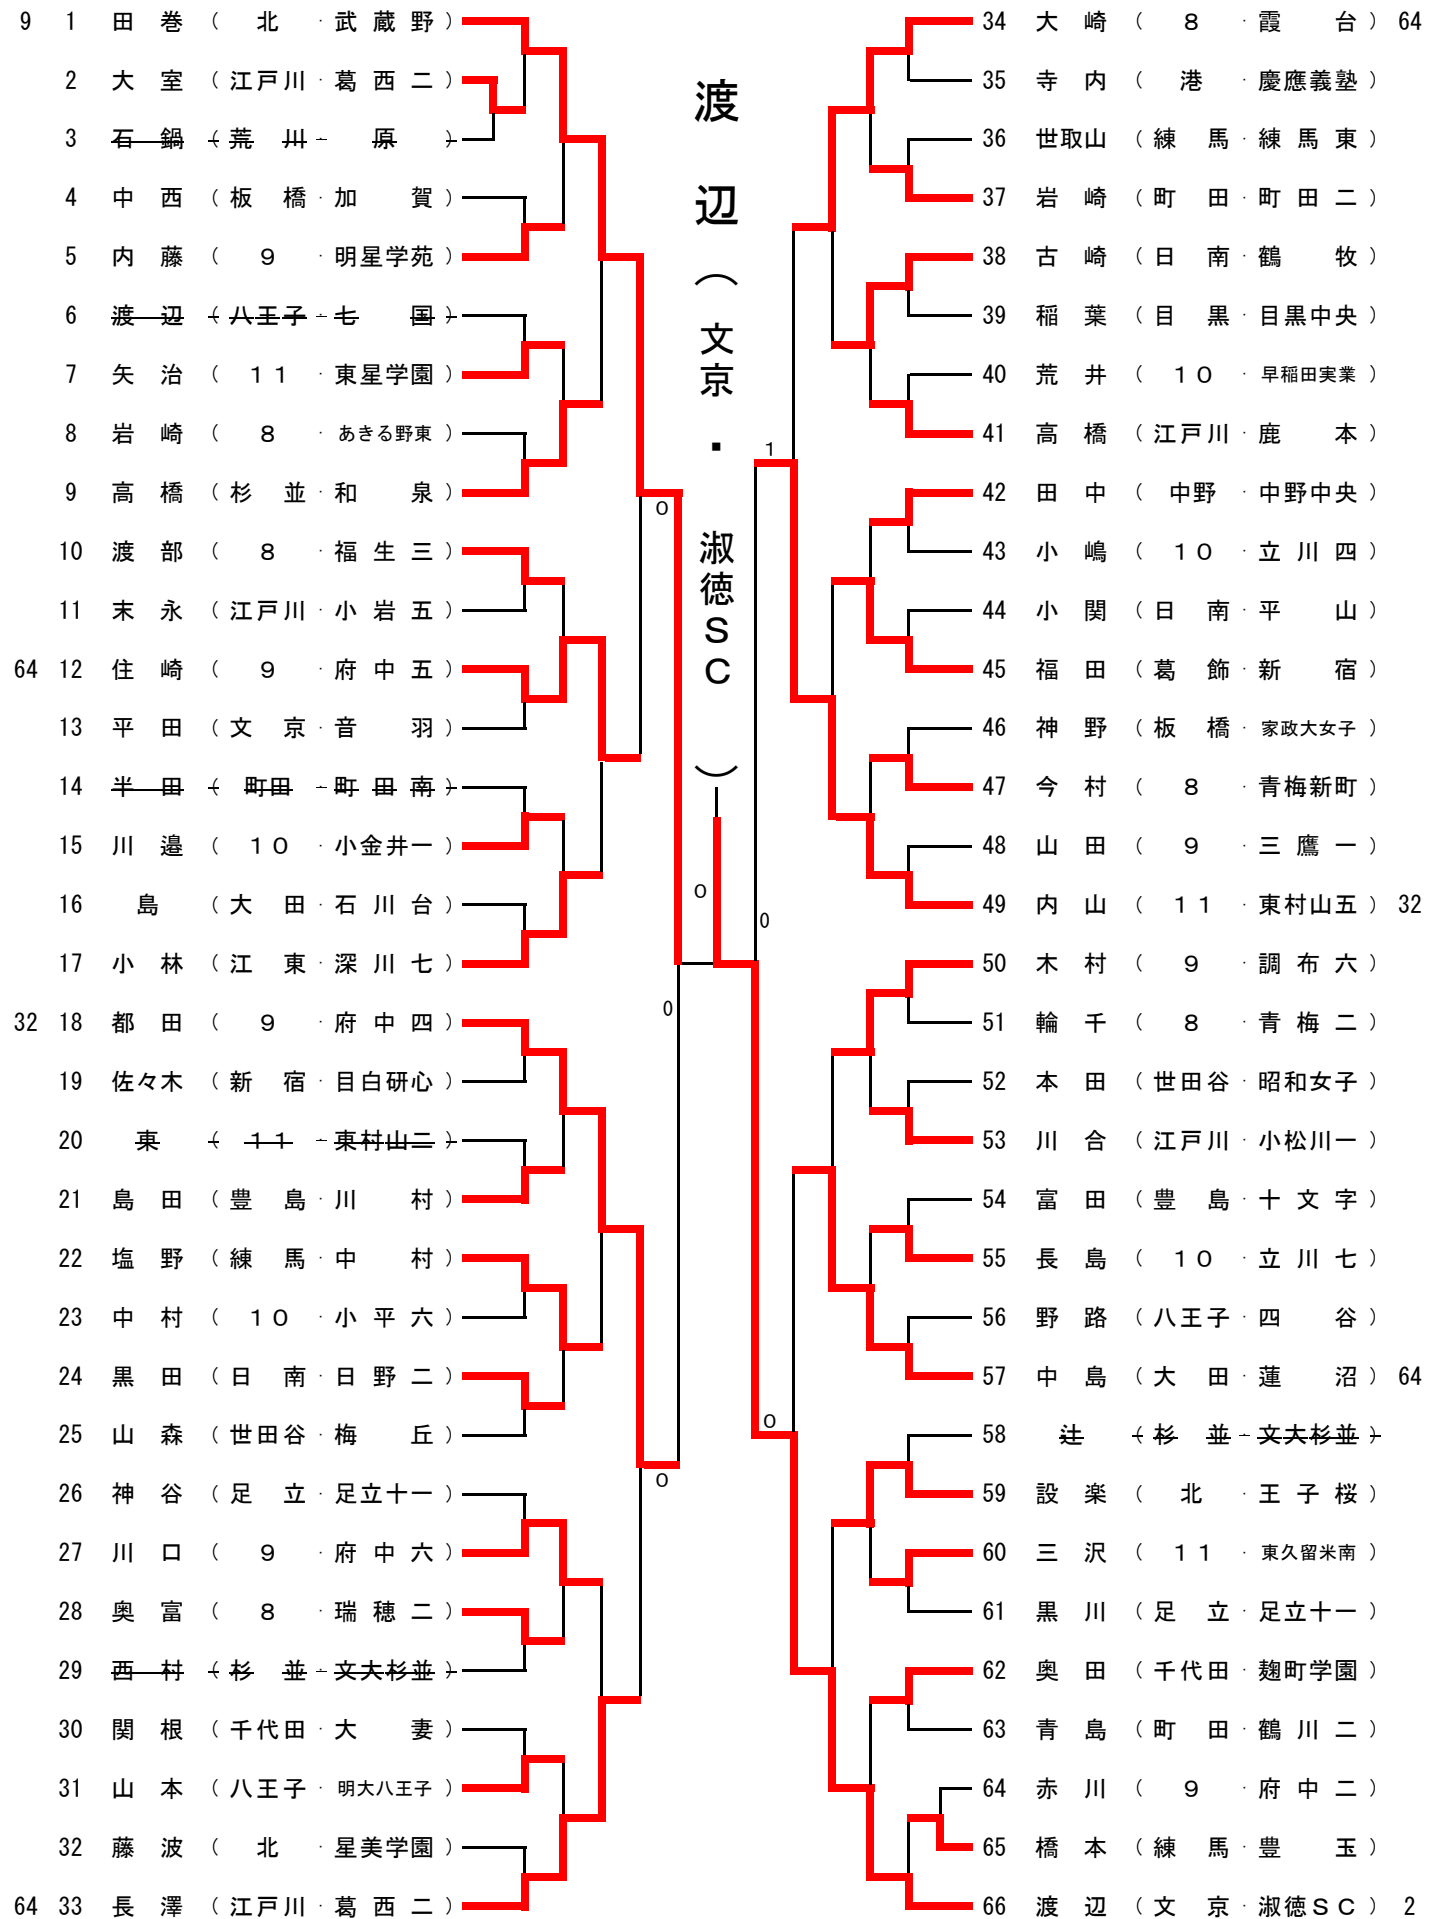 9 1 田 巻 ( 北 ・ 武 蔵 野 )
2 大 室 ( 江戸川 ・ 葛 西 二 )
3 石 鍋 ( 荒 川 ・ 原 )
4 中 西 ( 板 橋 ・ 加 賀 )
5 内 藤 ( 9 ・ 明星学苑 )
6 渡 辺 ( 八王子 ・ 七 国 )
7 矢 治 ( 11 ・ 東星学園 )
8 岩 崎 ( 8 ・ あきる野東 )
9 高 橋 ( 杉 並 ・ 和 泉 )
10 渡 部 ( 8 ・ 福 生 三 )
11 末 永 ( 江戸川 ・ 小 岩 五 )
64 12 住 崎 ( 9 ・ 府 中 五 )
13 平 田 ( 文 京 ・ 音 羽 )
14 半 田 ( 町田 ・ 町 田 南 )
15 川 邉 ( 10 ・ 小金井一 )
16 島 ( 大 田 ・ 石 川 台 )
17 小 林 ( 江 東 ・ 深 川 七 )
32 18 都 田 ( 9 ・ 府 中 四 )
19 佐々木 ( 新 宿 ・ 目白研心 )
20 東 ( 11 ・ 東村山二 )
21 島 田 ( 豊 島 ・ 川 村 )
22 塩 野 ( 練 馬 ・ 中 村 )
23 中 村 ( 10 ・ 小 平 六 )
24 黒 田 ( 日 南 ・ 日 野 二 )
25 山 森 ( 世田谷 ・ 梅 丘 )
26 神 谷 ( 足 立 ・ 足立十一 )
27 川 口 ( 9 ・ 府 中 六 )
28 奥 富 ( 8 ・ 瑞 穂 二 )
29 西 村 ( 杉 並 ・ 文大杉並 )
30 関 根 ( 千代田 ・ 大 妻 )
31 山 本 ( 八王子 ・ 明大八王子 )
32 藤 波 ( 北 ・ 星美学園 )
64 33 長 澤 ( 江戸川 ・ 葛 西 二 )
渡 辺 ( 文京 ・ 淑徳SC )
0
1
0
0
0
0
0
34 大 崎 ( 8 ・ 霞 台 ) 64
35 寺 内 ( 港 ・ 慶應義塾 )
36 世取山 ( 練 馬 ・ 練 馬 東 )
37 岩 崎 ( 町 田 ・ 町 田 二 )
38 古 崎 ( 日 南 ・ 鶴 牧 )
39 稲 葉 ( 目 黒 ・ 目黒中央 )
40 荒 井 ( 10 ・ 早稲田実業 )
41 高 橋 ( 江戸川 ・ 鹿 本 )
42 田 中 ( 中野 ・ 中野中央 )
43 小 嶋 ( 10 ・ 立 川 四 )
44 小 関 ( 日 南 ・ 平 山 )
45 福 田 ( 葛 飾 ・ 新 宿 )
46 神 野 ( 板 橋 ・ 家政大女子 )
47 今 村 ( 8 ・ 青梅新町 )
48 山 田 ( 9 ・ 三 鷹 一 )
49 内 山 ( 11 ・ 東村山五 ) 32
50 木 村 ( 9 ・ 調 布 六 )
51 輪 千 ( 8 ・ 青 梅 二 )
52 本 田 ( 世田谷 ・ 昭和女子 )
53 川 合 ( 江戸川 ・ 小松川一 )
54 富 田 ( 豊 島 ・ 十 文 字 )
55 長 島 ( 10 ・ 立 川 七 )
56 野 路 ( 八王子 ・ 四 谷 )
57 中 島 ( 大 田 ・ 蓮 沼 ) 64
58 辻 ( 杉 並 ・ 文大杉並 )
59 設 楽 ( 北 ・ 王 子 桜 )
60 三 沢 ( 11 ・ 東久留米南 )
61 黒 川 ( 足 立 ・ 足立十一 )
62 奥 田 ( 千代田 ・ 麹町学園 )
63 青 島 ( 町 田 ・ 鶴 川 二 )
64 赤 川 ( 9 ・ 府 中 二 )
65 橋 本 ( 練 馬 ・ 豊 玉 )
66 渡 辺 ( 文 京 ・ 淑徳SC ) 2